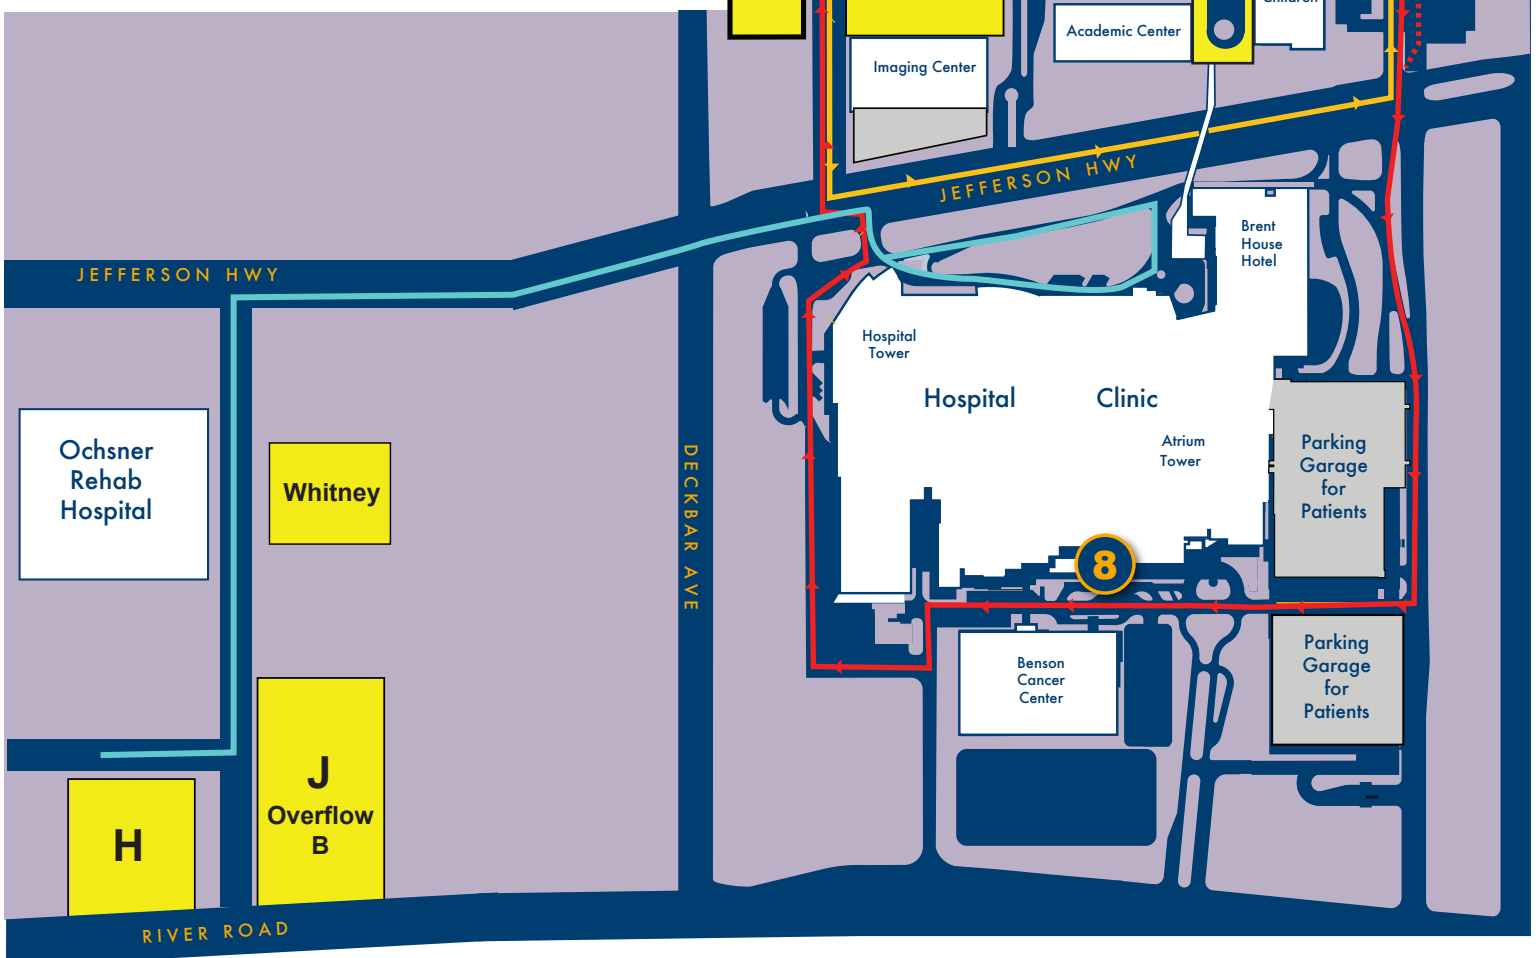 Children
Academic Center
Imaging Center
JEFFERSON HWY
Brent
House
Hotel
JEFFERSON HWY
Hospital
Tower
Hospital
Clinic
Atrium
Tower
Ochsner
Rehab
Hospital
Whitney
DECKBAR AVE
Parking
Garage
for
Patients
8
Benson
Cancer
Center
Parking
Garage
for
Patients
J
Overflow
B
H
RIVER ROAD